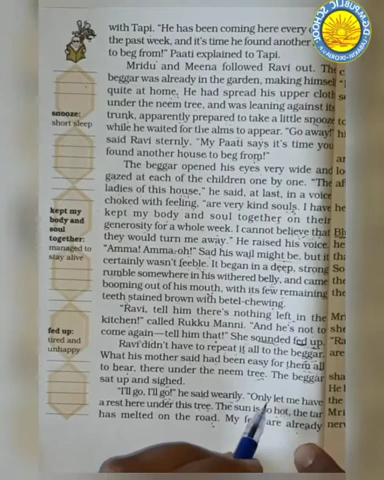 with Tapi. "He has been coming here every
the past week, and it's time he found another
to beg from!" Paati explained to Tapi.
Mridu and Meena followed Ravi out. The
beggar was already in the garden, making himself
quite at home. He had spread his upper cloth
under the neem tree, and was leaning against its
trunk, apparently prepared to take a little snooze
while he waited for the alms to appear. "Go away!"
said Ravi sternly. "My Paati says it's time you
found another house to beg from!"
The beggar opened his eyes very wide and
gazed at each of the children one by one. "The
ladies of this house," he said, at last, in a voice
choked with feeling, "are very kind souls. I have
kept my body and soul together on their
generosity for a whole week. I cannot believe that
they would turn me away." He raised his voice.
"Amma! Amma-oh!" Sad his wail might be, but it
certainly wasn't feeble. It began in a deep, strong
rumble somewhere in his withered belly, and came
booming out of his mouth, with its few remaining
teeth stained brown with betel-chewing.
"Ravi, tell him there's nothing left in the
kitchen!" called Rukku Manni. "And he's not to
come again—tell him that!" She sounded fed up.
Ravi didn't have to repeat it all to the beggar.
What his mother said had been easy for them all
to hear, there under the neem tree. The beggar
sat up and sighed.
"I'll go, I'll go!" he said wearily. "Only let me have
a rest here under this tree. The sun is so hot, the tar
has melted on the road. My are already
snooze:
short sleep
kept my
body and
soul
together:
managed to
stay alive
fed up:
tired and
unhappy